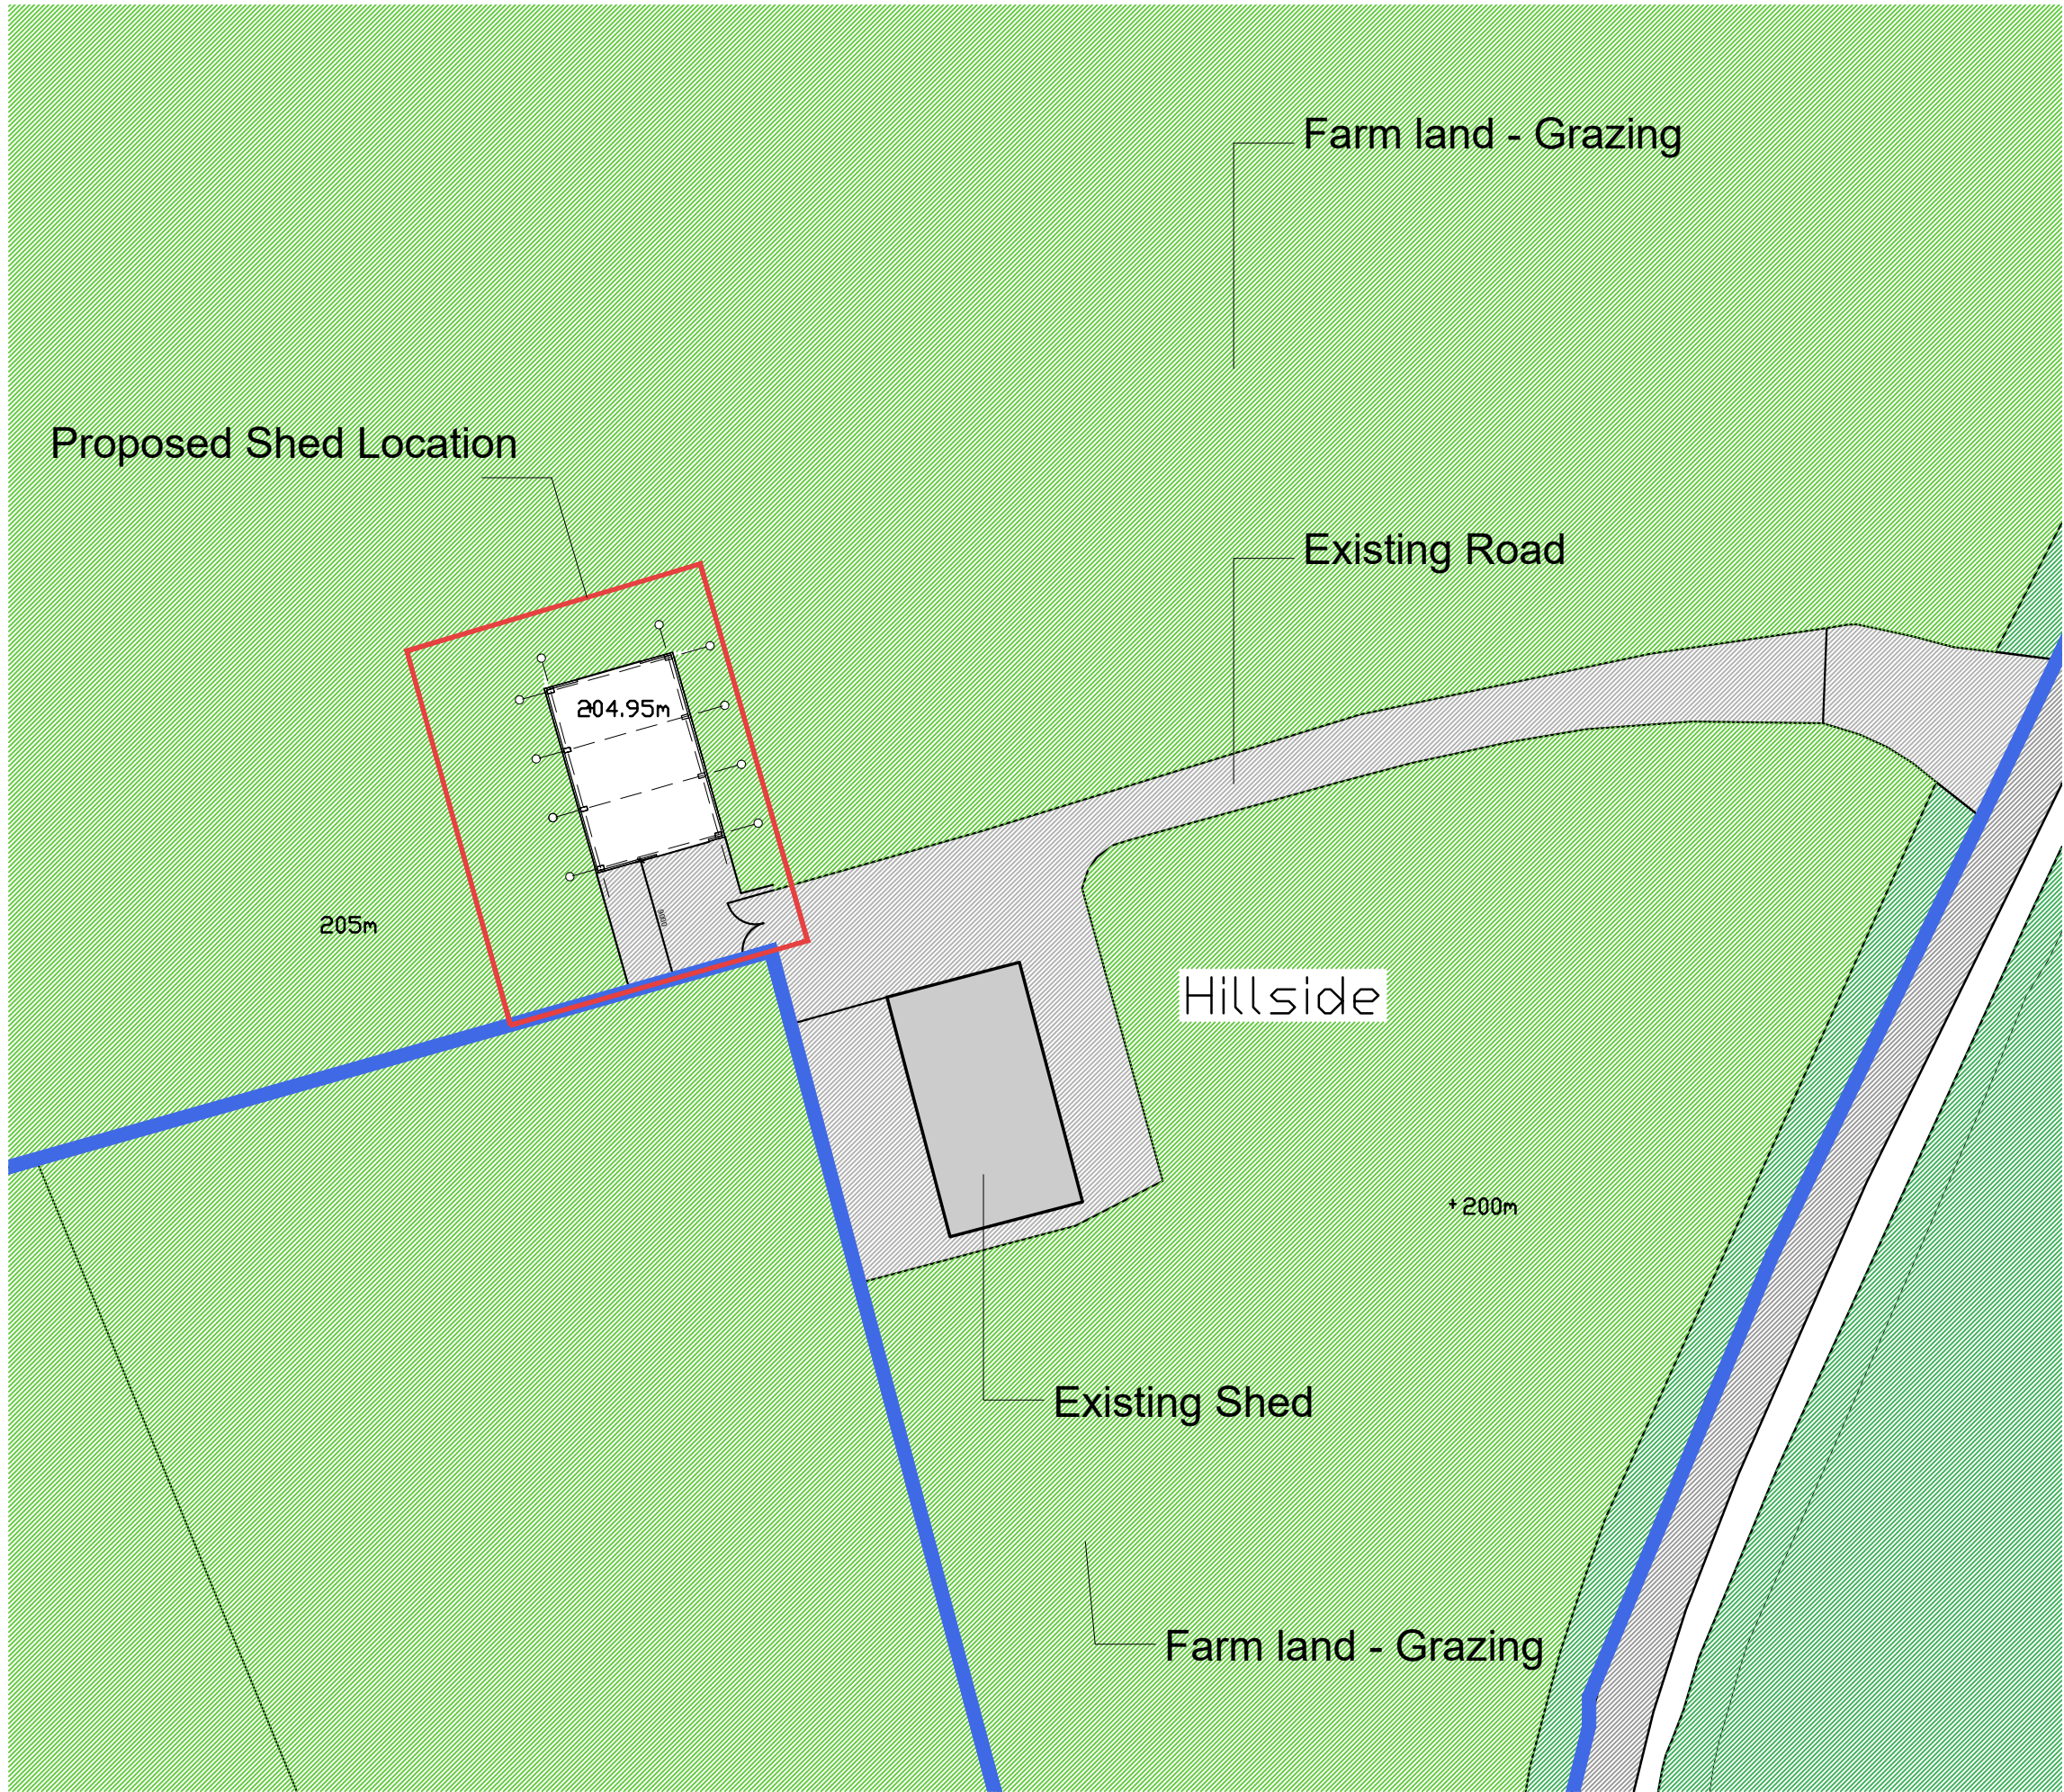 Farm land - Grazing
Proposed Shed Location
Existing Road
204.95m
205m
Hillside
+200m
Existing Shed
Farm land - Grazing